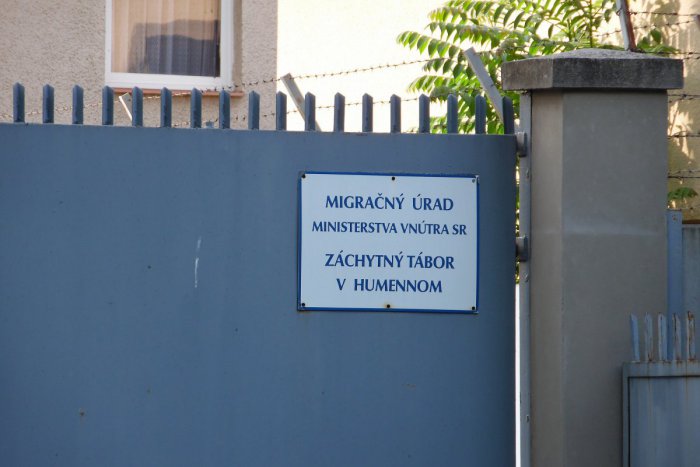 MIGRAČNÝ ÚRAD
MINISTERSTVA VNÚTRA SR
ZÁCHYTNÝ TÁBOR
V HUMENNOM